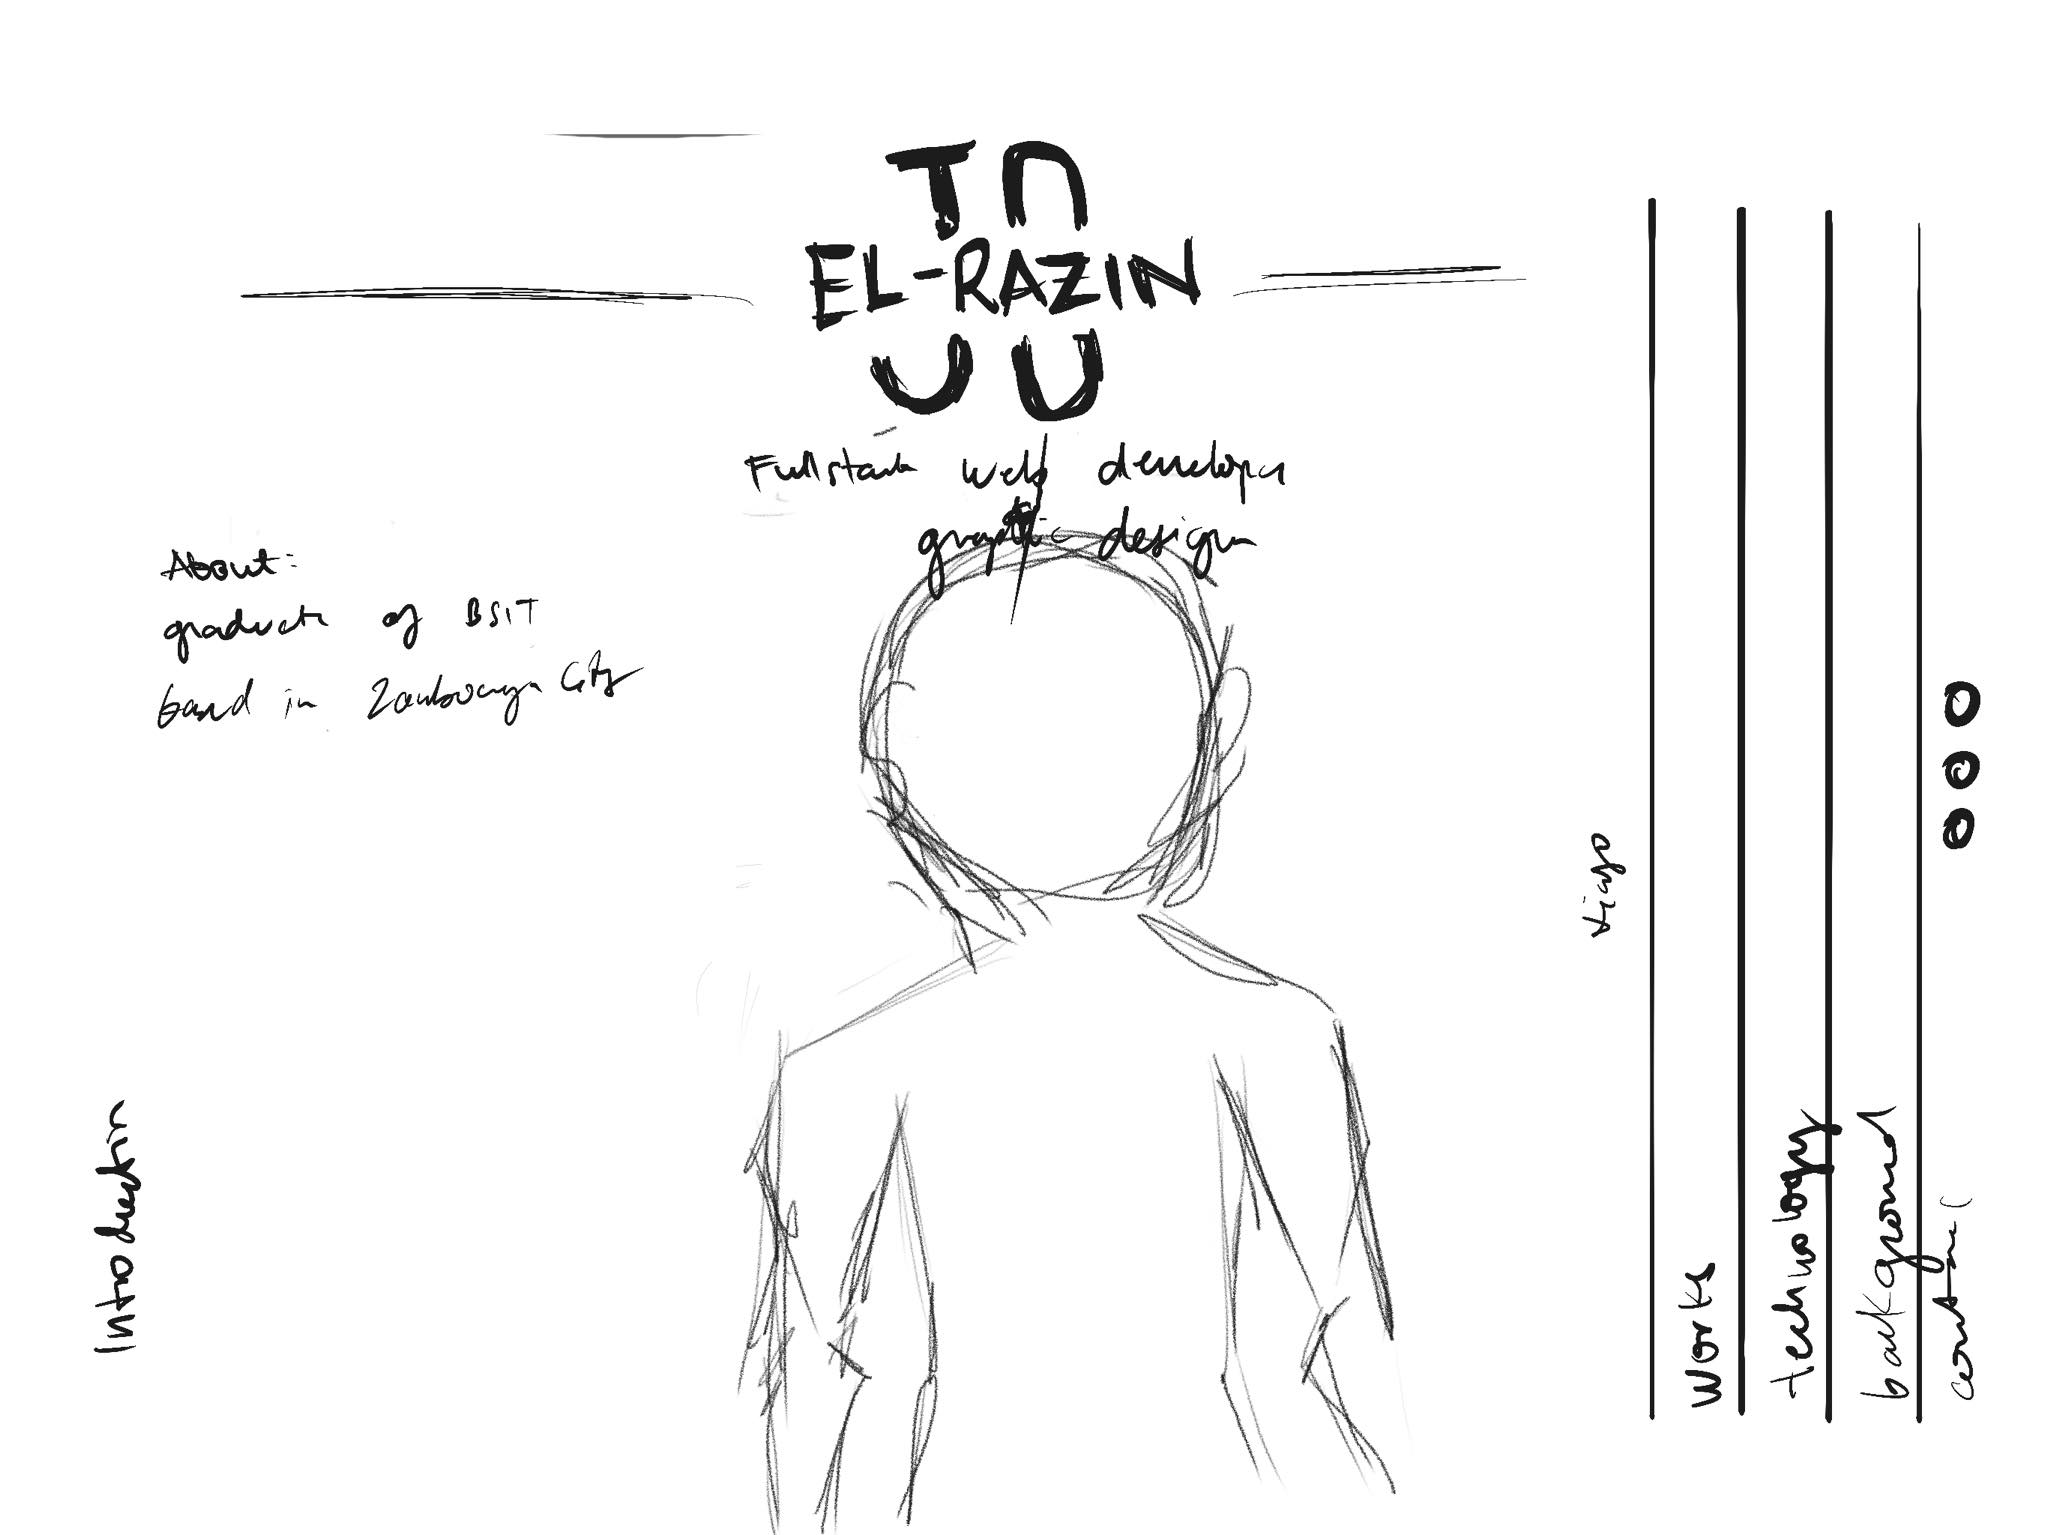 EL-RAZIN
Fullstack web developer
graphic design
About:
graduate of BSIT
based in Zamboanga City
Introduction
works
technology
background
contact